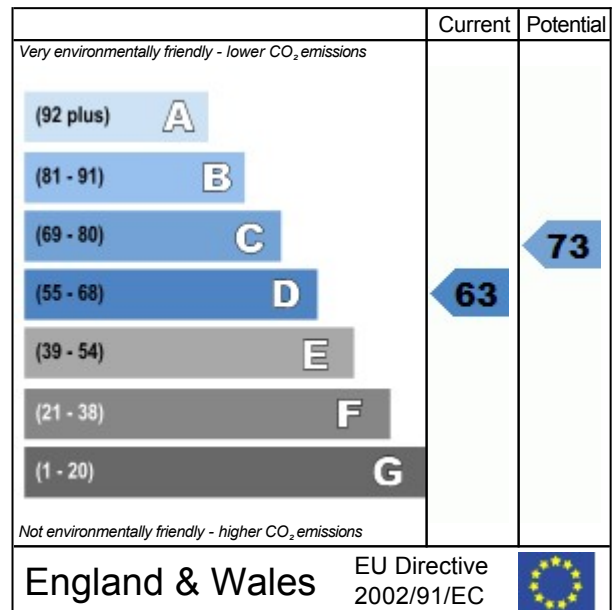 Current Potential
Very environmentally friendly - lower CO₂ emissions
(92 plus) A
(81 - 91) B
(69 - 80) C
73
(55 - 68) D
63
(39 - 54) E
(21 - 38) F
(1 - 20) G
Not environmentally friendly - higher CO₂ emissions
England & Wales
EU Directive
2002/91/EC